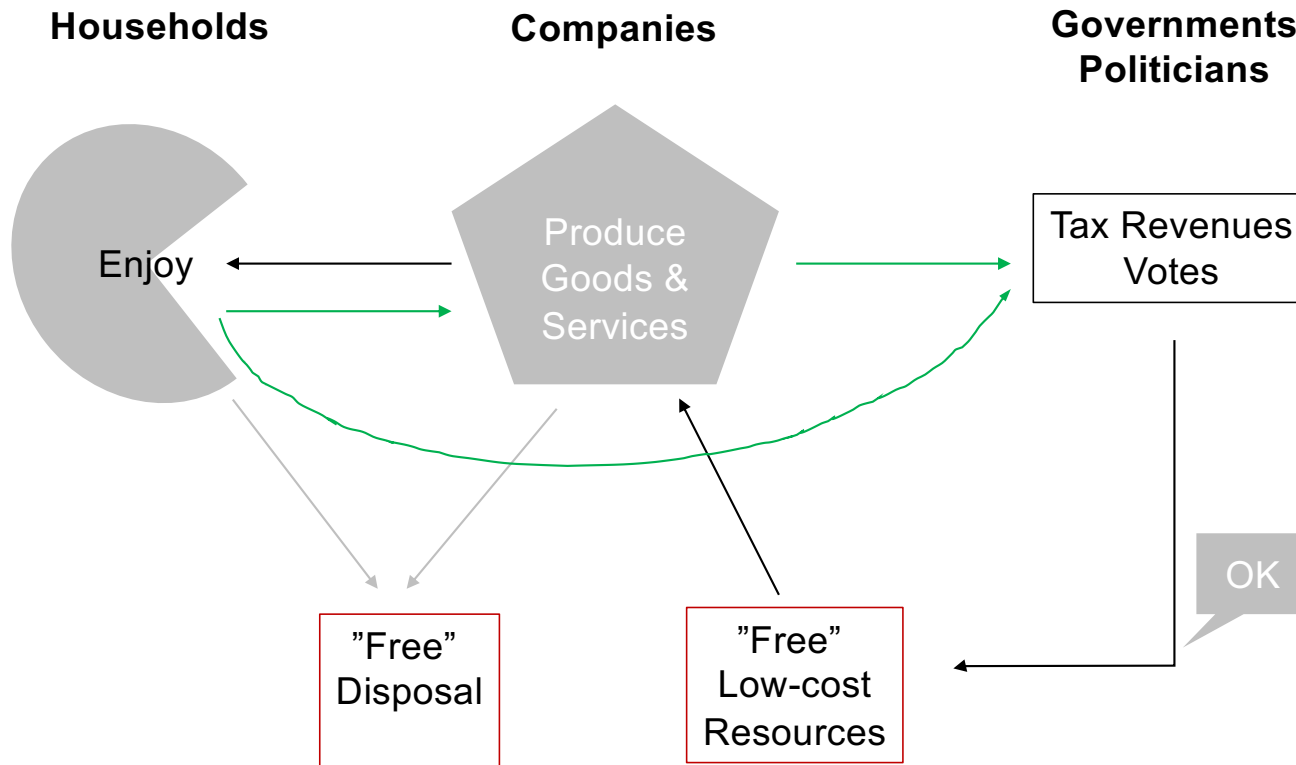 Households
Companies
Governments
Politicians
Enjoy
Produce
Goods &
Services
Tax Revenues
Votes
OK
”Free”
Disposal
”Free”
Low-cost
Resources